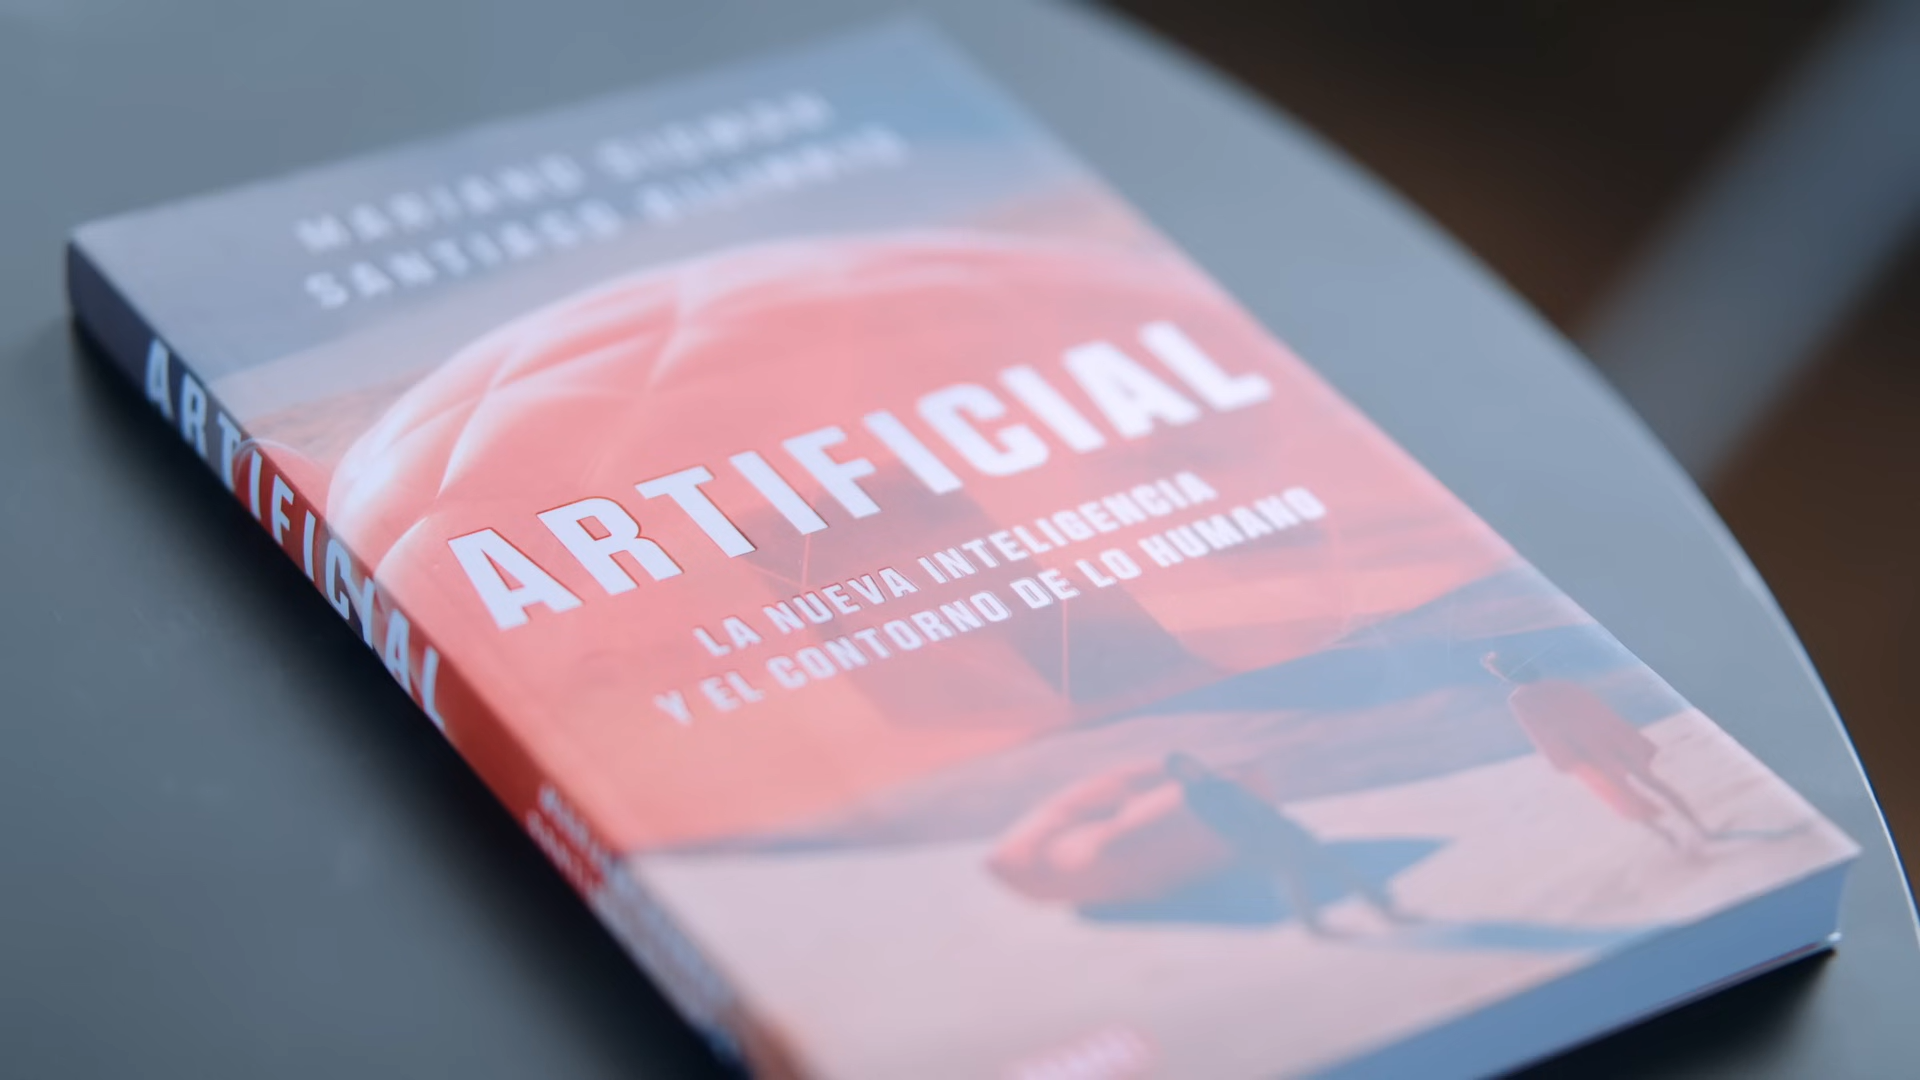 MARIANO SIGMAN
SANTIAGO BILINKIS
ARTIFICIAL
LA NUEVA INTELIGENCIA
Y EL CONTORNO DE LO HUMANO
ARTIFICIAL